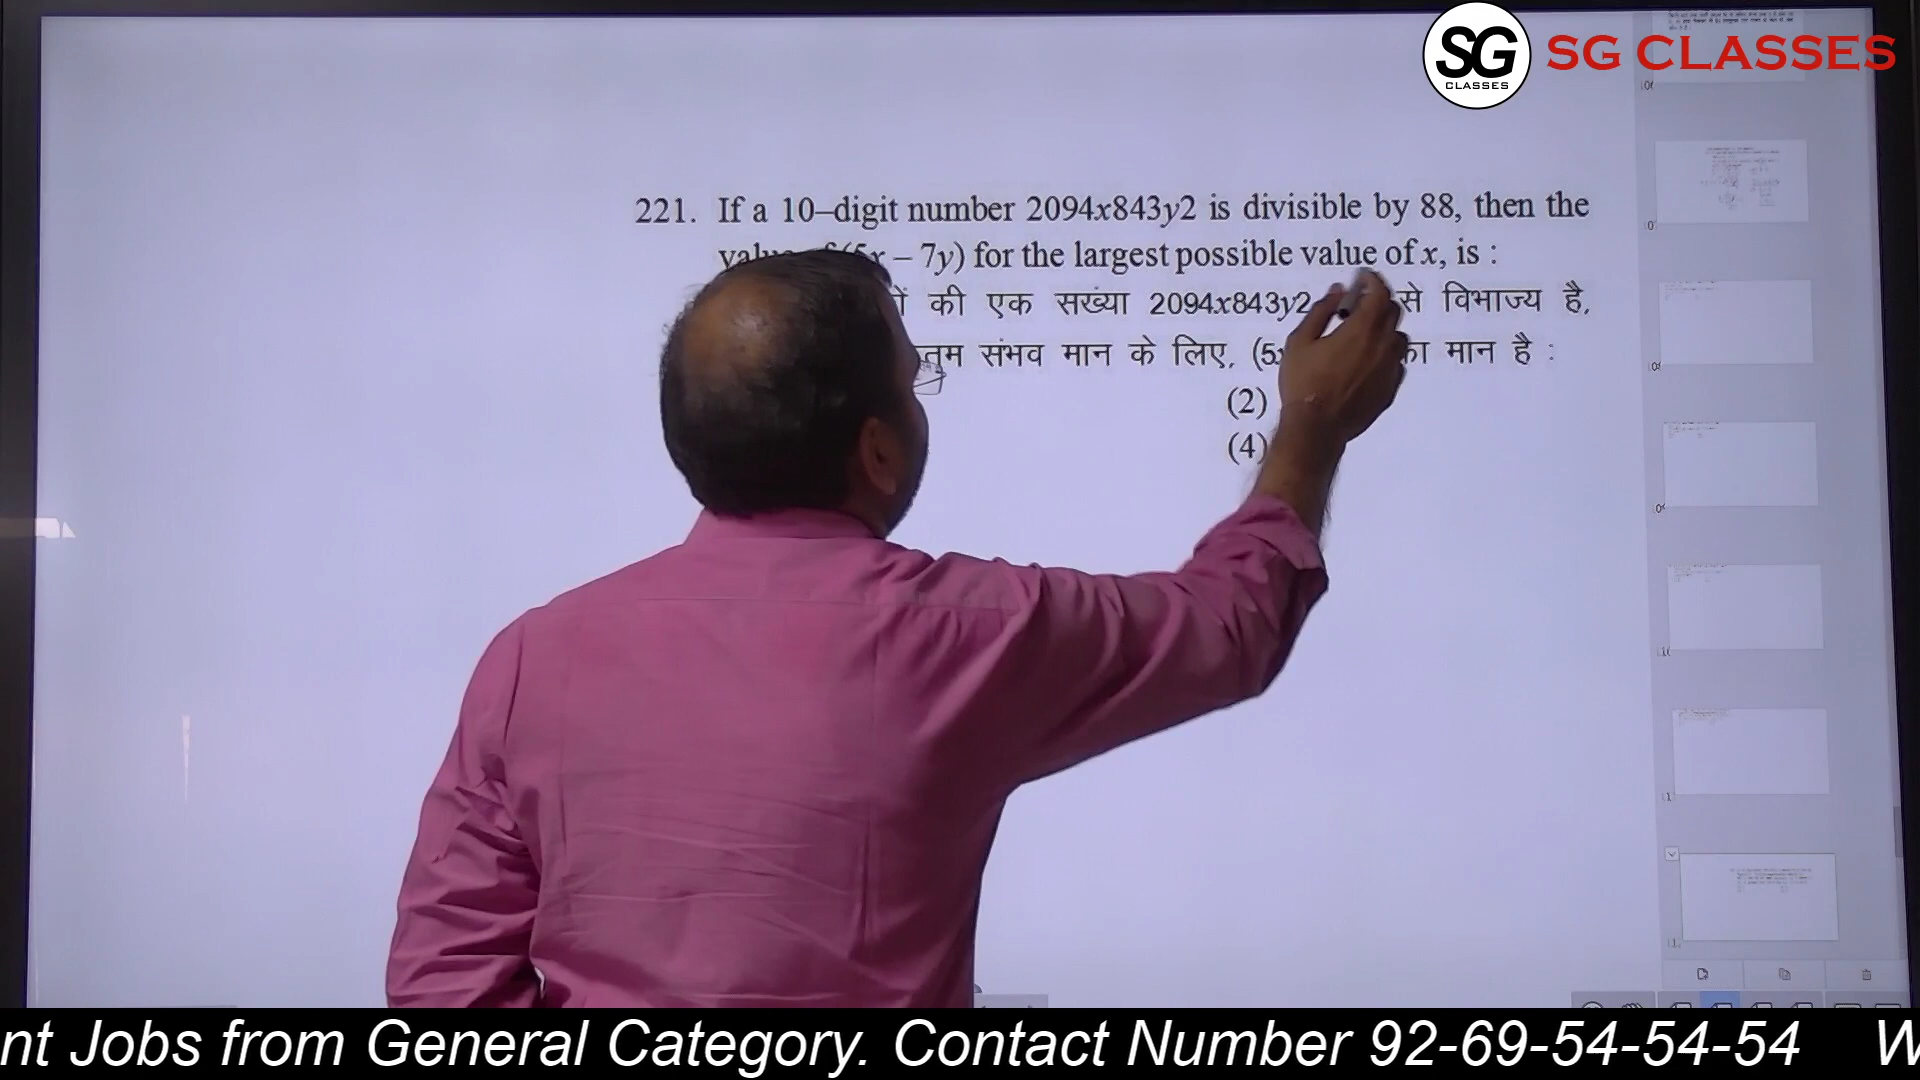 SG
CLASSES
SG CLASSES
221. If a 10–digit number 2094x843y2 is divisible by 88, then the
value of (5x – 7y) for the largest possible value of x, is :
की एक सख्या 2094x843y2 से विभाज्य है,
संभव मान के लिए, (5x का मान है :
(2)
(4)
nt Jobs from General Category. Contact Number 92-69-54-54-54 W